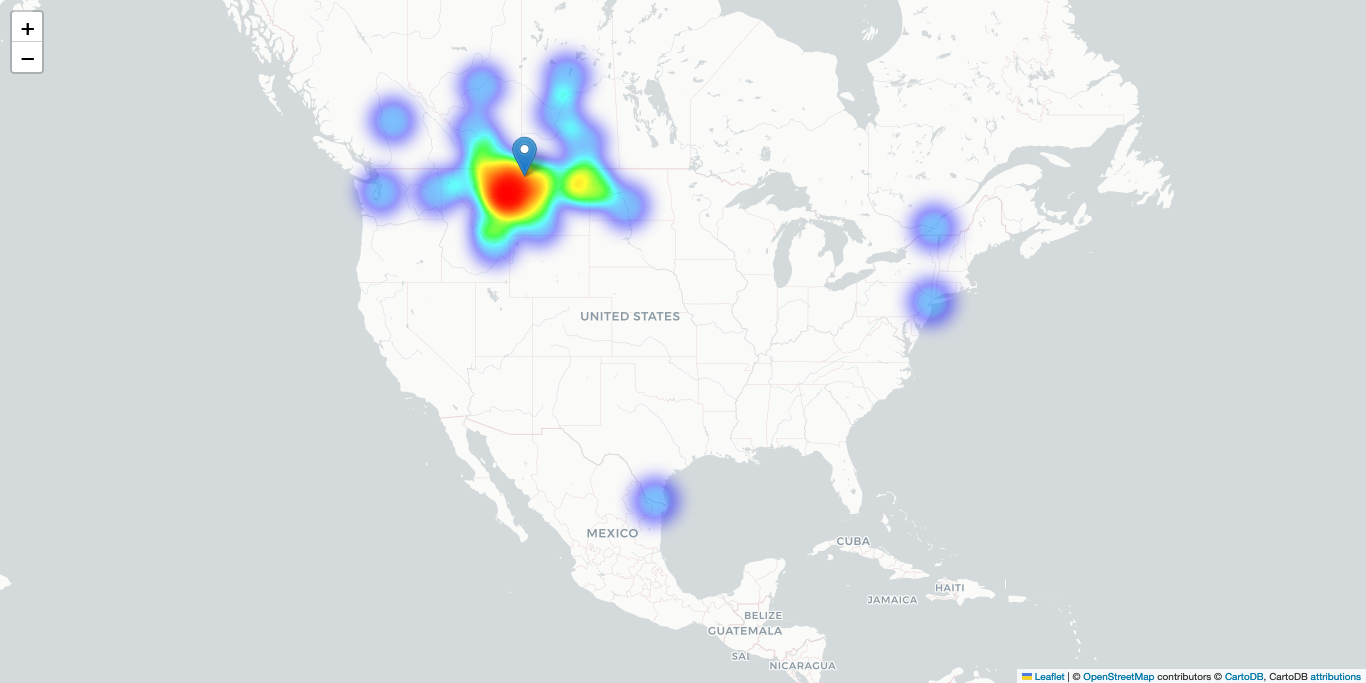 +
−
UNITED STATES
MEXICO
CUBA
HAITI
JAMAICA
BELIZE
GUATEMALA
SAL
NICARAGUA
Leaflet | © OpenStreetMap contributors © CartoDB, CartoDB attributions